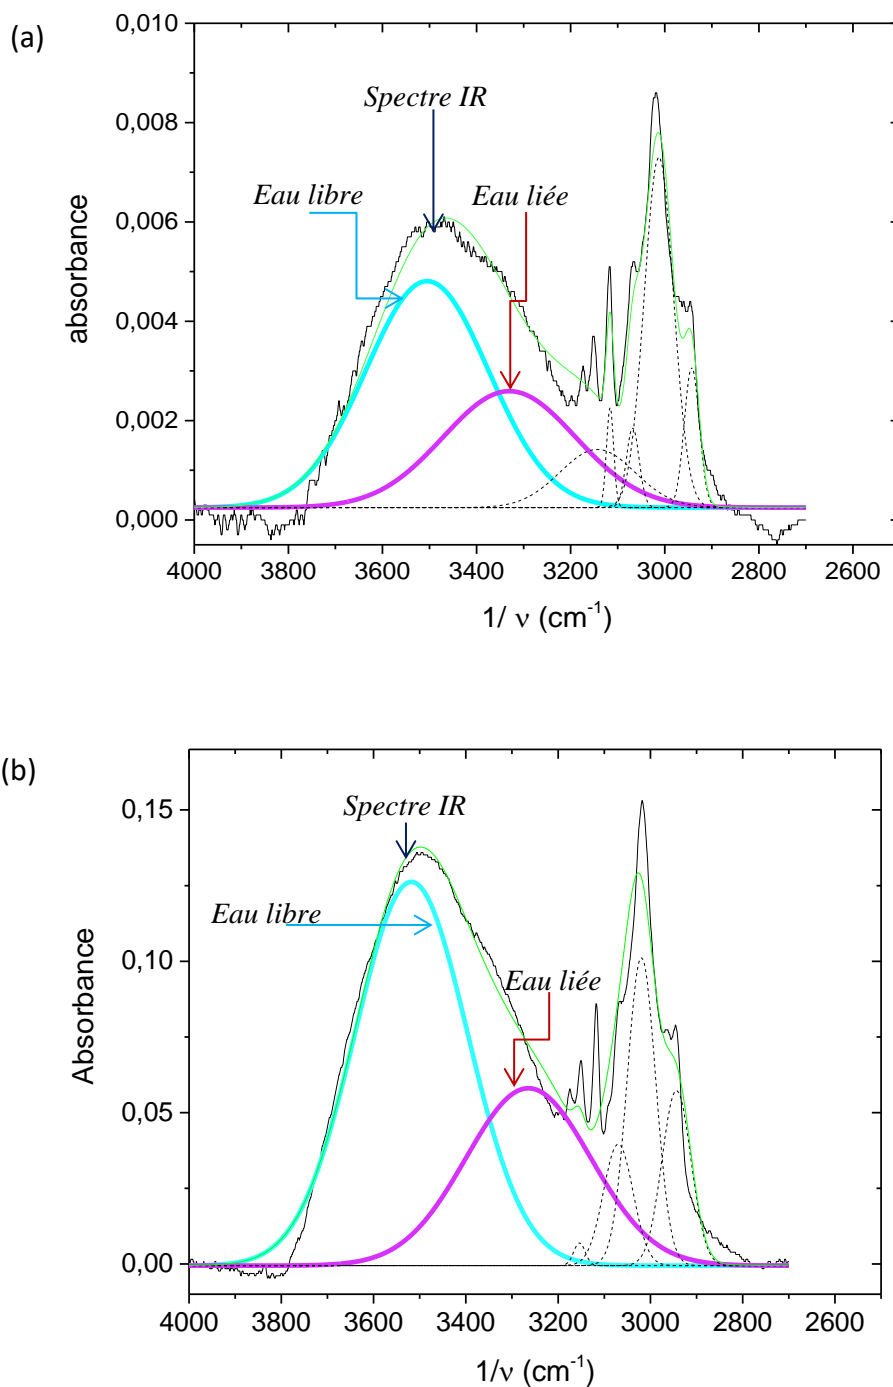 (a)
0,010
0,008
0,006
0,004
0,002
0,000
absorbance
Spectre IR
Eau libre
Eau liée
4000 3800 3600 3400 3200 3000 2800 2600
1/ ν (cm-1)
(b)
0,15
0,10
0,05
0,00
Absorbance
Spectre IR
Eau libre
Eau liée
4000 3800 3600 3400 3200 3000 2800 2600
1/ν (cm-1)